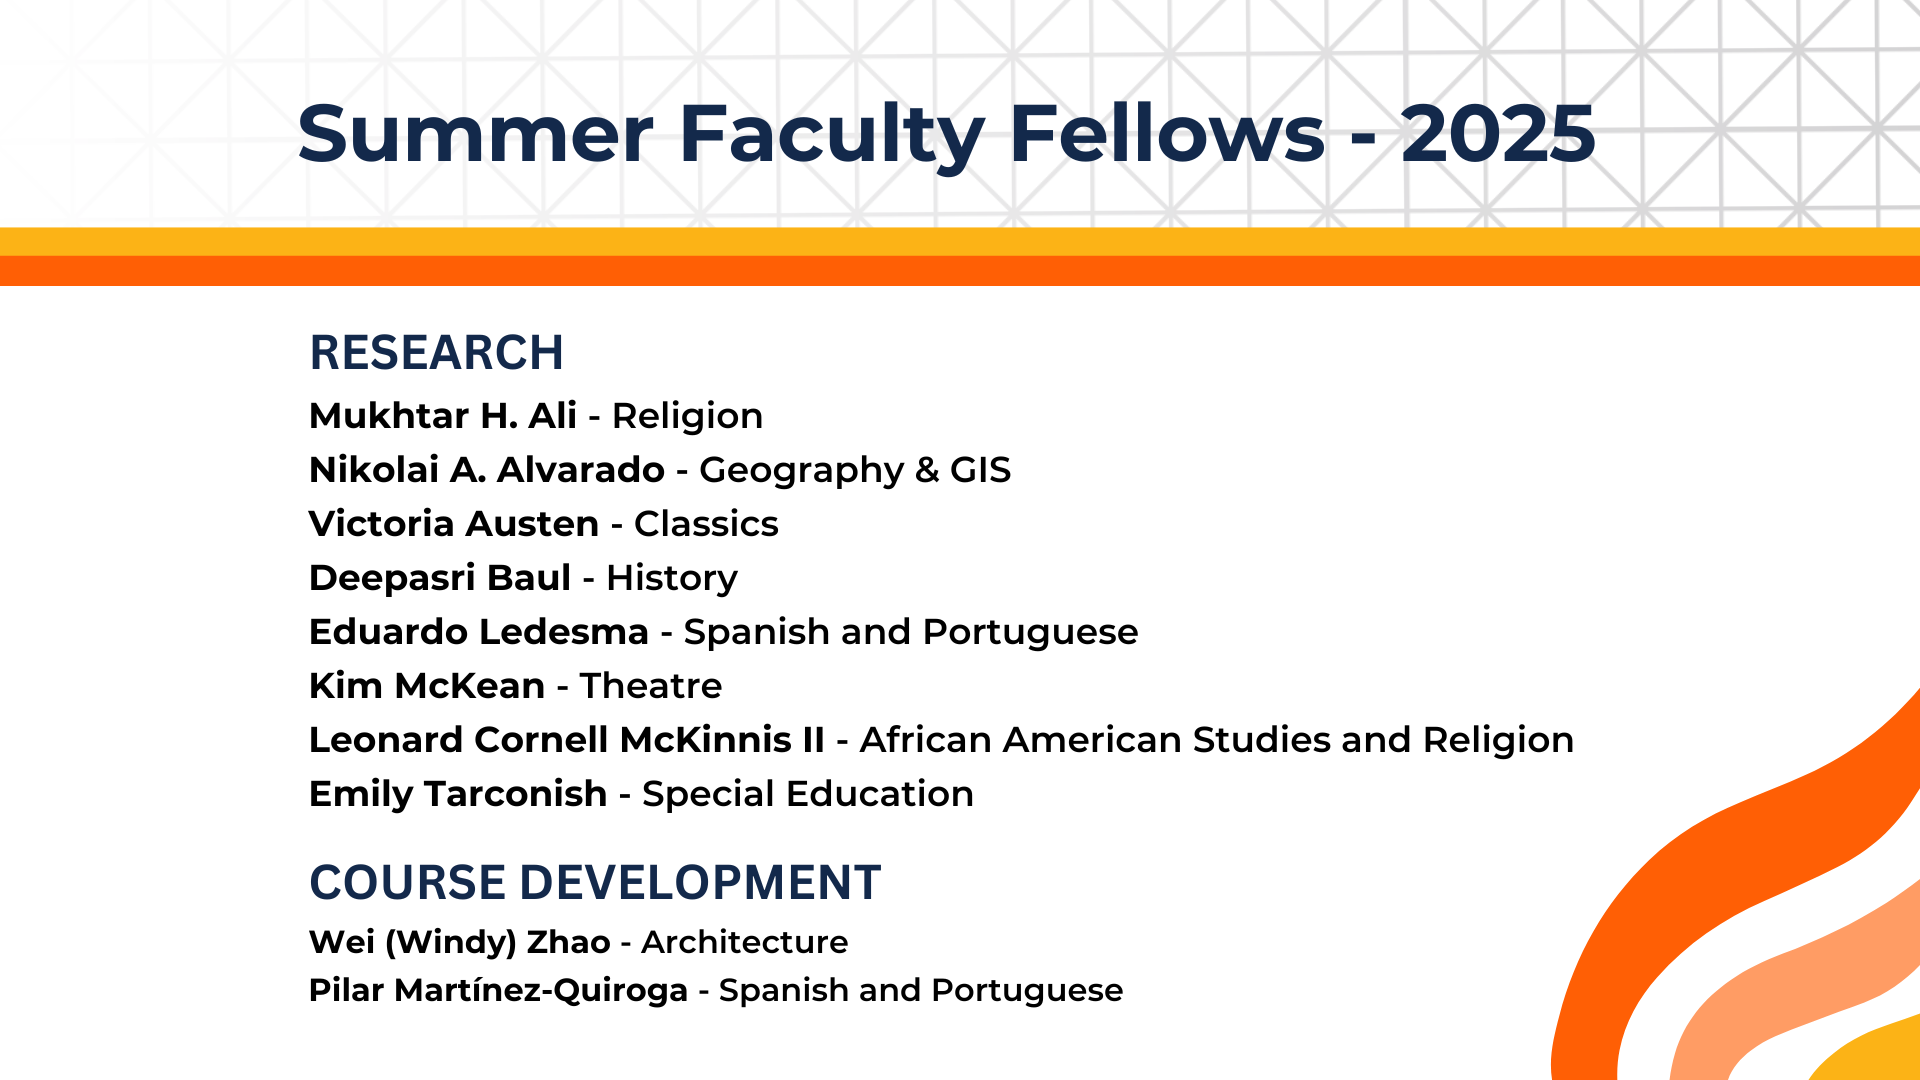 Summer Faculty Fellows - 2025
RESEARCH
Mukhtar H. Ali - Religion
Nikolai A. Alvarado - Geography & GIS
Victoria Austen - Classics
Deepasri Baul - History
Eduardo Ledesma - Spanish and Portuguese
Kim McKean - Theatre
Leonard Cornell McKinnis II - African American Studies and Religion
Emily Tarconish - Special Education
COURSE DEVELOPMENT
Wei (Windy) Zhao - Architecture
Pilar Martínez-Quiroga - Spanish and Portuguese